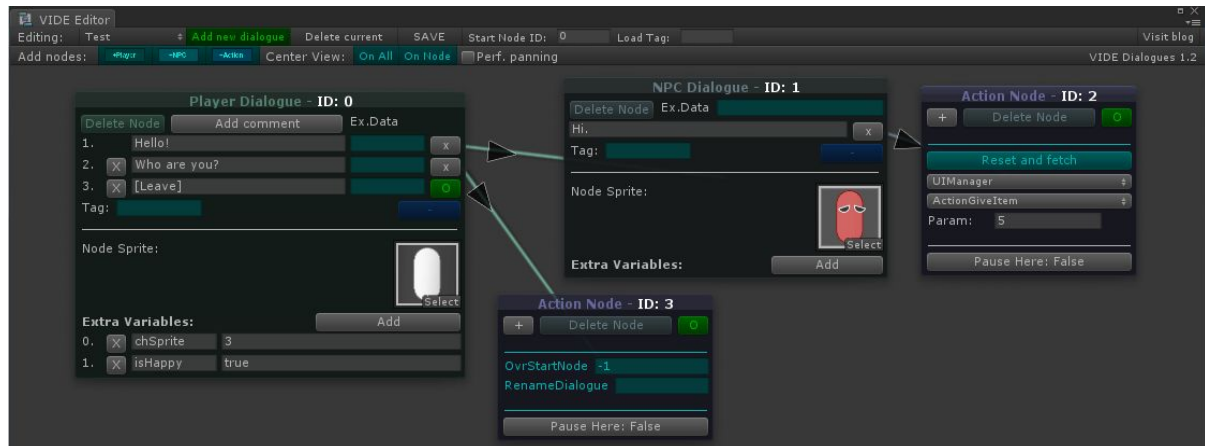 VIDE Editor
Editing: Test Add new dialogue Delete current SAVE Start Node ID: 0 Load Tag: Visit blog
Add nodes: +Player +NPC +Action Center View: On All On Node Perf. panning VIDE Dialogues 1.2
Player Dialogue - ID: 0
Delete Node Add comment Ex.Data
1. Hello! x
2. X Who are you? x
3. X [Leave] O
Tag: -
Node Sprite:
Select
Extra Variables: Add
0. X chSprite 3
1. X isHappy true
NPC Dialogue - ID: 1
Delete Node Ex.Data
Hi. x
Tag: -
Node Sprite:
Select
Extra Variables: Add
Action Node - ID: 2
+ Delete Node O
Reset and fetch
UIManager
ActionGiveItem
Param: 5
Pause Here: False
Action Node - ID: 3
+ Delete Node O
OvrStartNode -1
RenameDialogue
Pause Here: False